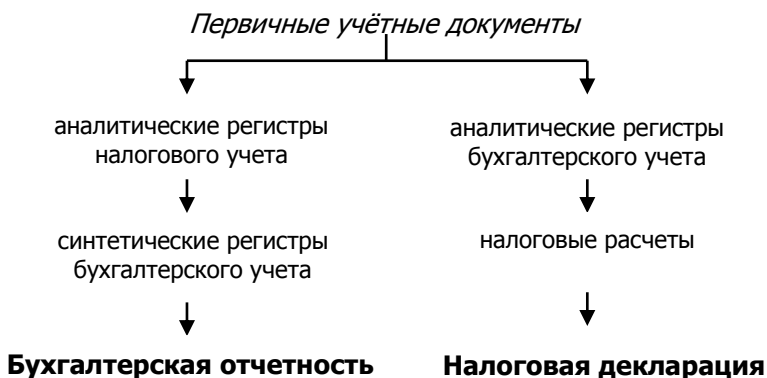 Первичные учётные документы
аналитические регистры
налогового учета
аналитические регистры
бухгалтерского учета
синтетические регистры
бухгалтерского учета
налоговые расчеты
Бухгалтерская отчетность
Налоговая декларация